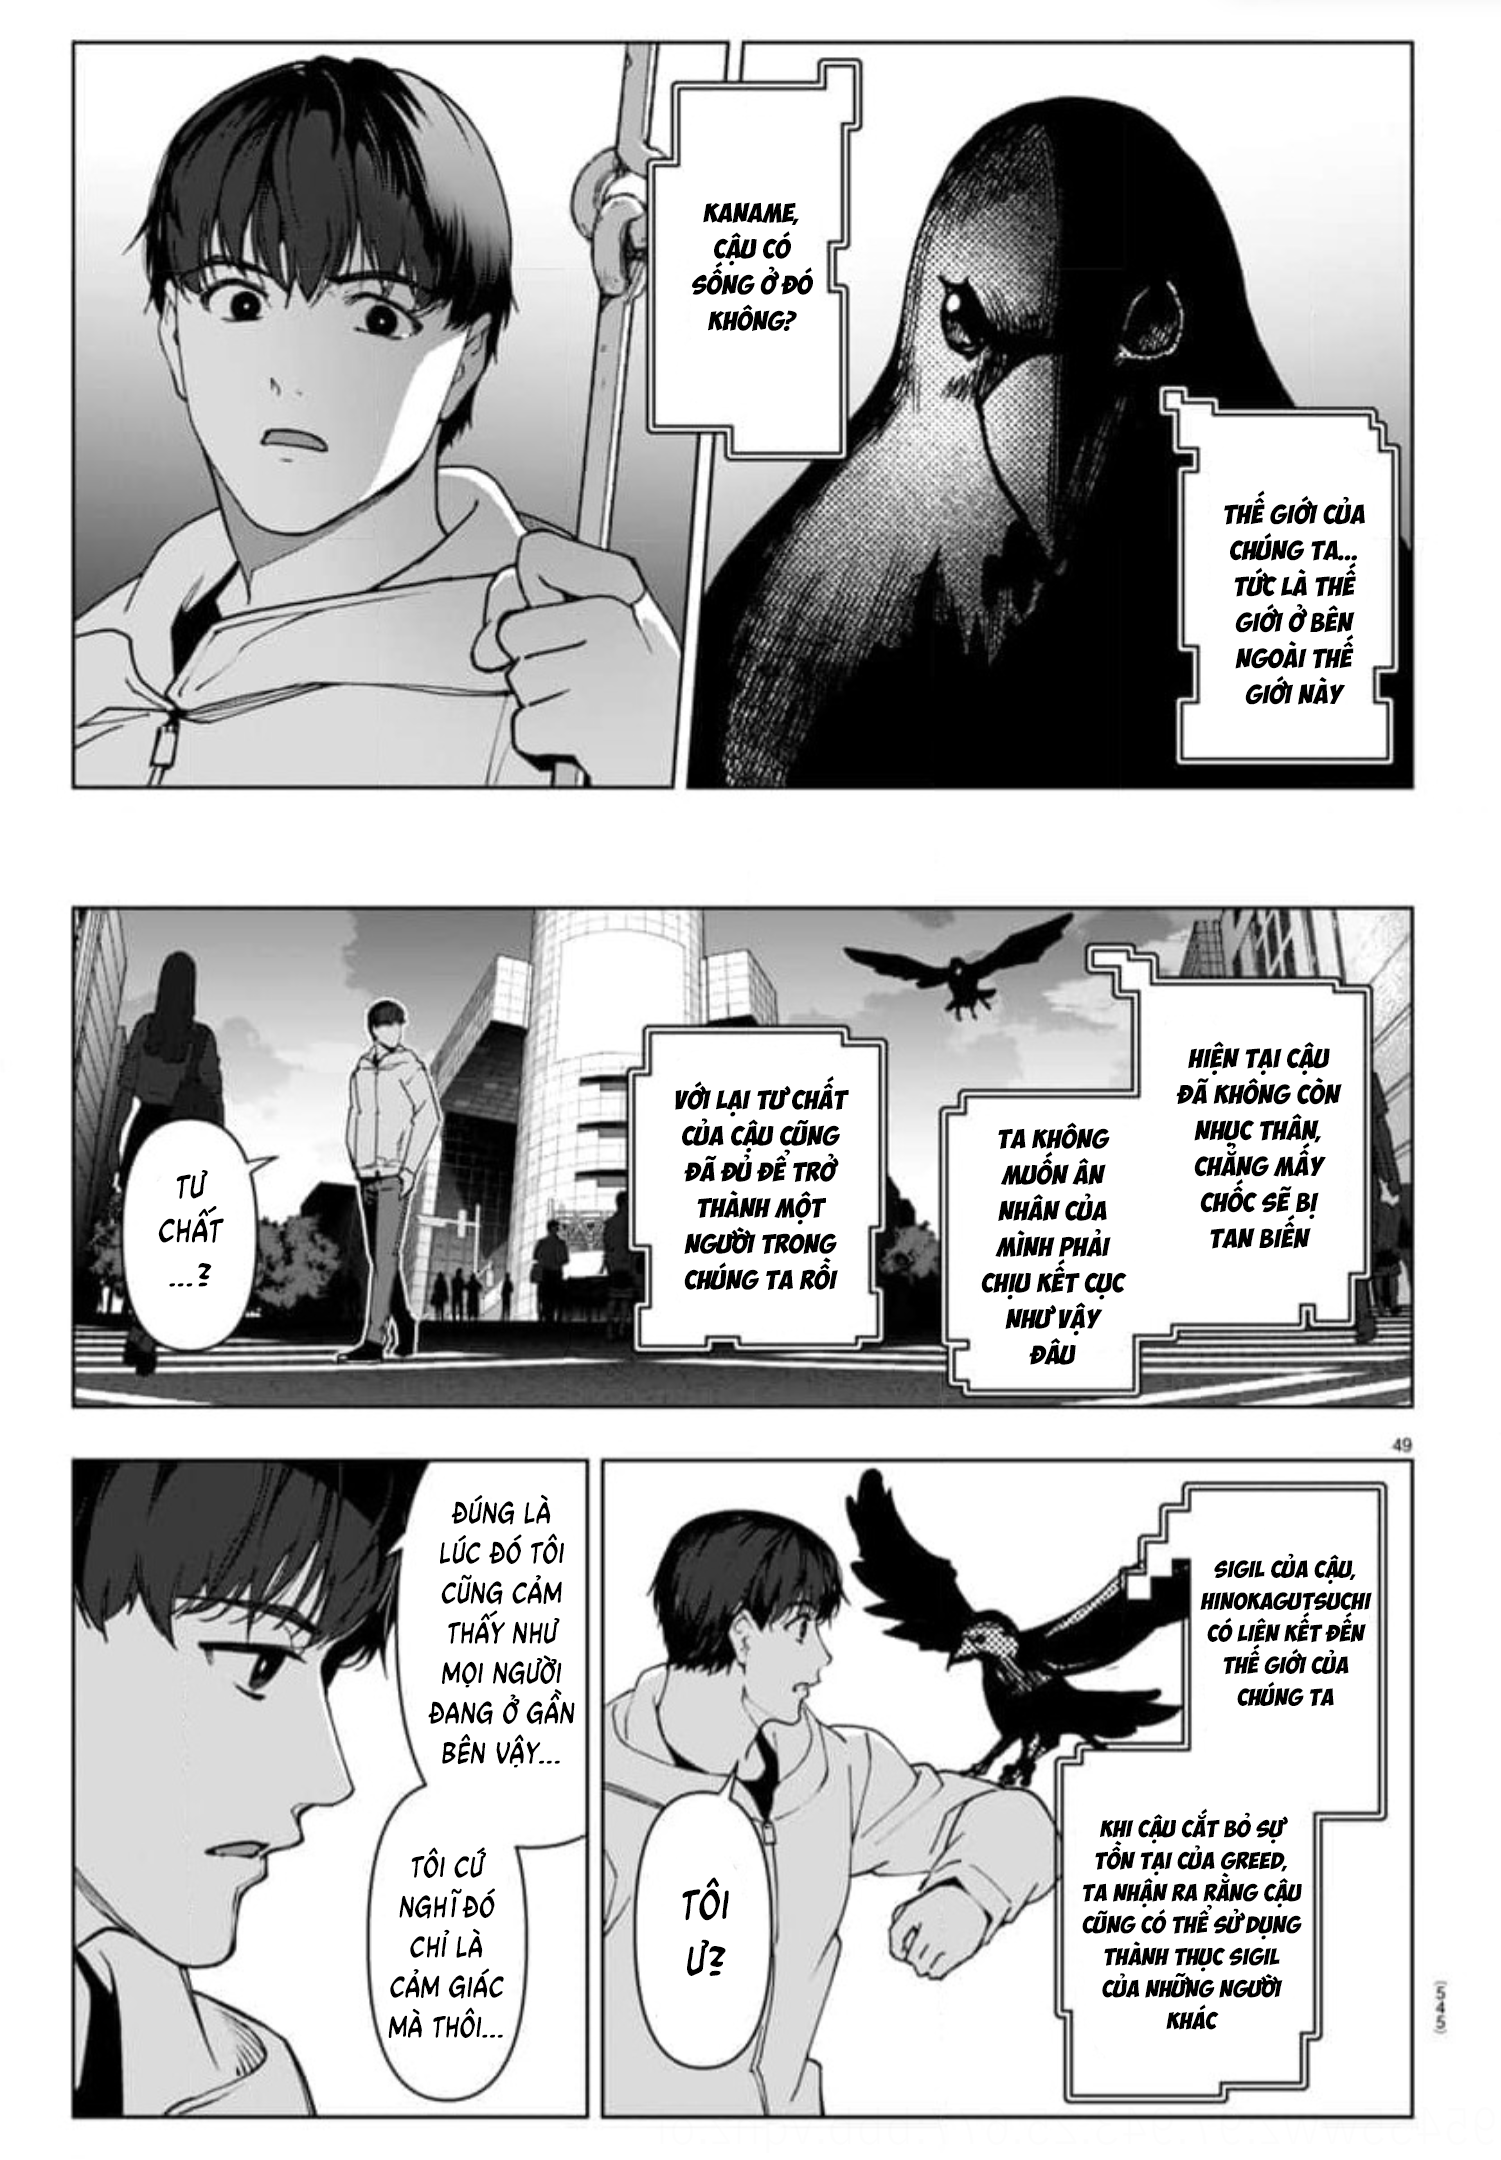 THẾ GIỚI CỦA
CHÚNG TA...
TỨC LÀ THẾ
GIỚI Ở BÊN
NGOÀI THẾ
GIỚI NÀY
KANAME,
CẬU CÓ
SỐNG Ở ĐÓ
KHÔNG?
HIỆN TẠI CẬU
ĐÃ KHÔNG CÒN
NHỤC THÂN,
CHẲNG MẤY
CHỐC SẼ BỊ
TAN BIẾN
TA KHÔNG
MUỐN ÂN
NHÂN CỦA
MÌNH PHẢI
CHỊU KẾT CỤC
NHƯ VẬY
ĐÂU
VỚI LẠI TƯ CHẤT
CỦA CẬU CŨNG
ĐÃ ĐỦ ĐỂ TRỞ
THÀNH MỘT
NGƯỜI TRONG
CHÚNG TA RỒI
TƯ
CHẤT
...?
49
SIGIL CỦA CẬU,
HINOKAGUTSUCHI
CÓ LIÊN KẾT ĐẾN
THẾ GIỚI CỦA
CHÚNG TA
KHI CẬU CẮT BỎ SỰ
TỒN TẠI CỦA GREED,
TA NHẬN RA RẰNG CẬU
CŨNG CÓ THỂ SỬ DỤNG
THÀNH THỤC SIGIL
CỦA NHỮNG NGƯỜI
KHÁC
TÔI
Ư?
ĐÚNG LÀ
LÚC ĐÓ TÔI
CŨNG CẢM
THẤY NHƯ
MỌI NGƯỜI
ĐANG Ở GẦN
BÊN VẬY...
TÔI CỨ
NGHĨ ĐÓ
CHỈ LÀ
CẢM GIÁC
MÀ THÔI...
(545)